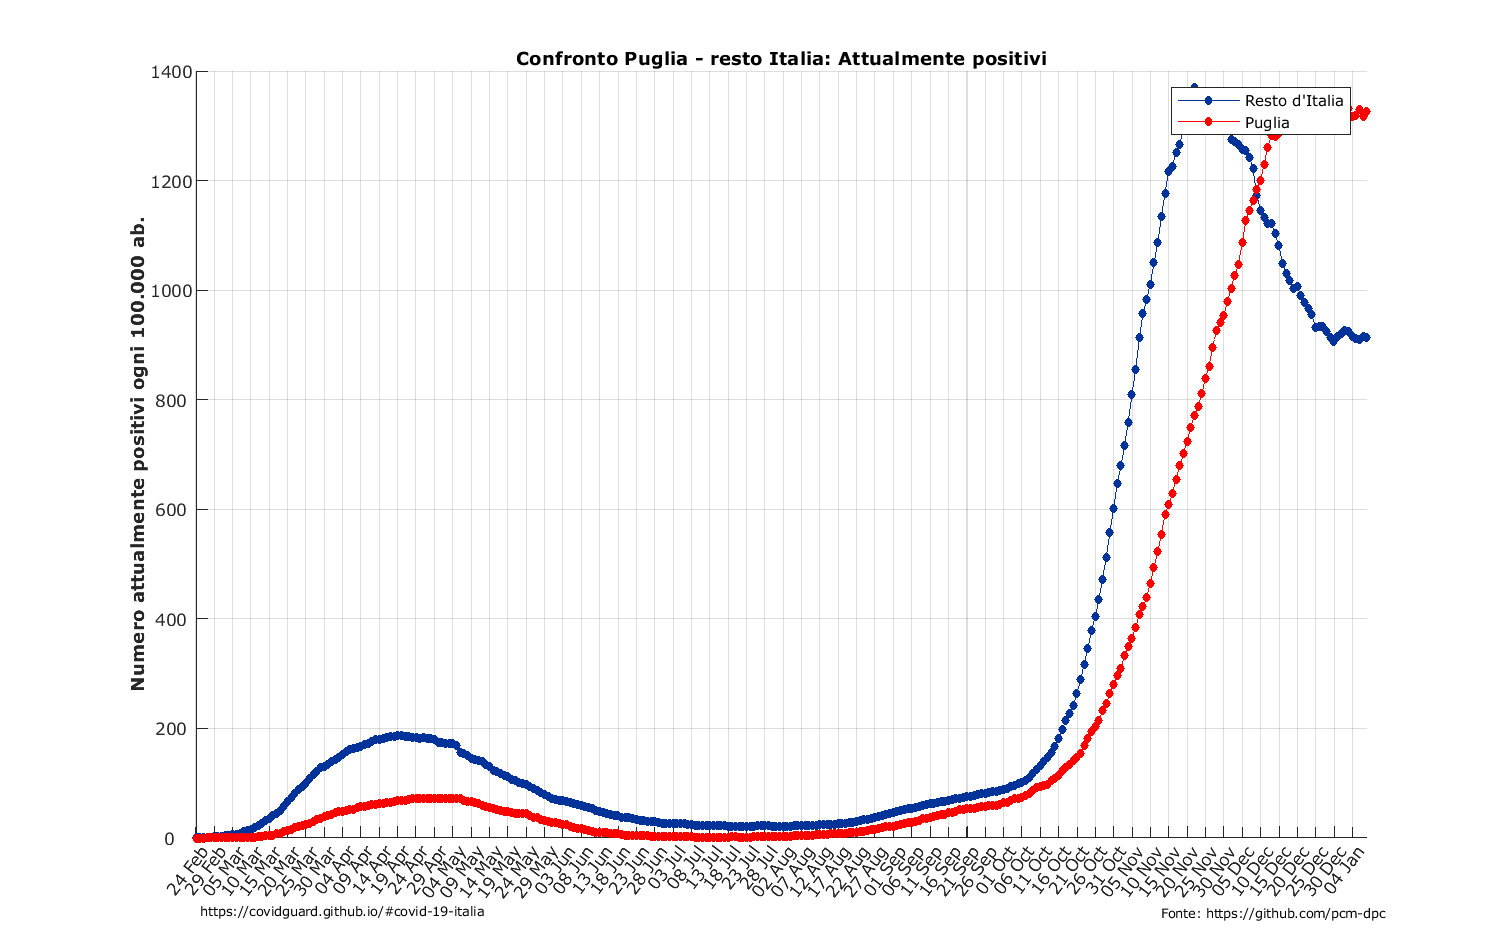 Confronto Puglia - resto Italia: Attualmente positivi
1400
1200
1000
800
600
400
200
0
Numero attualmente positivi ogni 100.000 ab.
Resto d'Italia
Puglia
24 Feb
29 Feb
05 Mar
10 Mar
15 Mar
20 Mar
25 Mar
30 Mar
04 Apr
09 Apr
14 Apr
19 Apr
24 Apr
29 Apr
04 May
09 May
14 May
19 May
24 May
29 May
03 Jun
08 Jun
13 Jun
18 Jun
23 Jun
28 Jun
03 Jul
08 Jul
13 Jul
18 Jul
23 Jul
28 Jul
02 Aug
07 Aug
12 Aug
17 Aug
22 Aug
27 Aug
01 Sep
06 Sep
11 Sep
16 Sep
21 Sep
26 Sep
01 Oct
06 Oct
11 Oct
16 Oct
21 Oct
26 Oct
31 Oct
05 Nov
10 Nov
15 Nov
20 Nov
25 Nov
30 Nov
05 Dec
10 Dec
15 Dec
20 Dec
25 Dec
30 Dec
04 Jan
https://covidguard.github.io/#covid-19-italia
Fonte: https://github.com/pcm-dpc